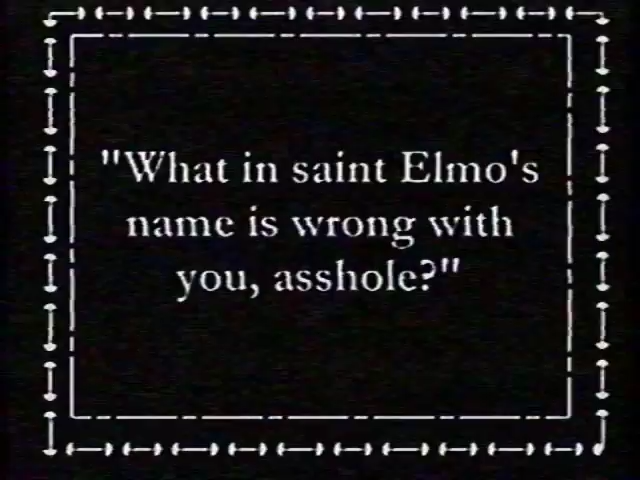 "What in saint Elmo's
name is wrong with
you, asshole?"